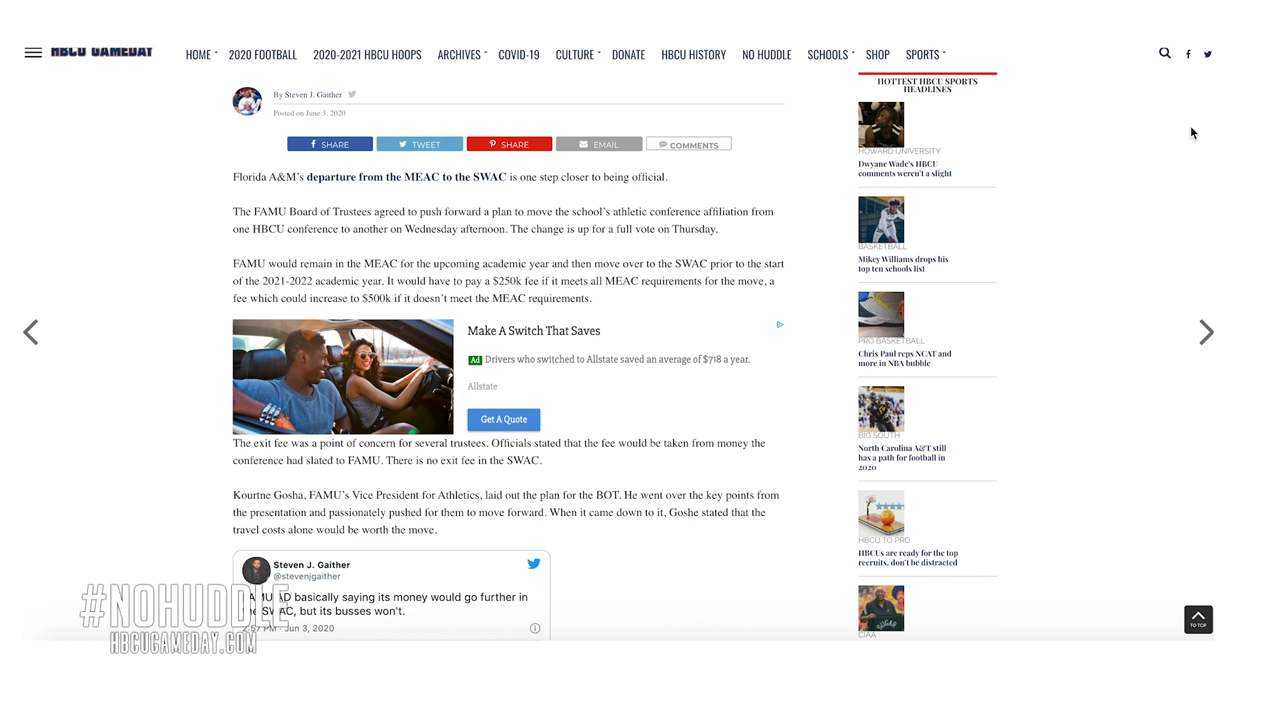 HBCU GAMEDAY
HOME
2020 FOOTBALL
2020-2021 HBCU HOOPS
ARCHIVES
COVID-19
CULTURE
DONATE
HBCU HISTORY
NO HUDDLE
SCHOOLS
SHOP
SPORTS
By Steven J. Gaither
Posted on June 3, 2020
SHARE
TWEET
SHARE
EMAIL
COMMENTS
Florida A&M’s departure from the MEAC to the SWAC is one step closer to being official.
The FAMU Board of Trustees agreed to push forward a plan to move the school’s athletic conference affiliation from
one HBCU conference to another on Wednesday afternoon. The change is up for a full vote on Thursday.
FAMU would remain in the MEAC for the upcoming academic year and then move over to the SWAC prior to the start
of the 2021-2022 academic year. It would have to pay a $250k fee if it meets all MEAC requirements for the move, a
fee which could increase to $500k if it doesn’t meet the MEAC requirements.
Make A Switch That Saves
Ad Drivers who switched to Allstate saved an average of $718 a year.
Allstate
Get A Quote
The exit fee was a point of concern for several trustees. Officials stated that the fee would be taken from money the
conference had slated to FAMU. There is no exit fee in the SWAC.
Kourtne Gosha, FAMU’s Vice President for Athletics, laid out the plan for the BOT. He went over the key points from
the presentation and passionately pushed for them to move forward. When it came down to it, Goshe stated that the
travel costs alone would be worth the move.
Steven J. Gaither
@stevenjgaither
AD basically saying its money would go further in
SWAC, but its busses won't.
PM · Jun 3, 2020
#NOHUDDLE
HBCUGAMEDAY.COM
HOTTEST HBCU SPORTS
HEADLINES
HOWARD UNIVERSITY
Dwyane Wade’s HBCU
comments weren’t a slight
BASKETBALL
Mikey Williams drops his
top ten schools list
PRO BASKETBALL
Chris Paul reps NCAT and
more in NBA bubble
BIG SOUTH
North Carolina A&T still
has a path for football in
2020
HBCU TO PRO
HBCUs are ready for the top
recruits, don’t be distracted
SUGAR
CIAA
TO TOP